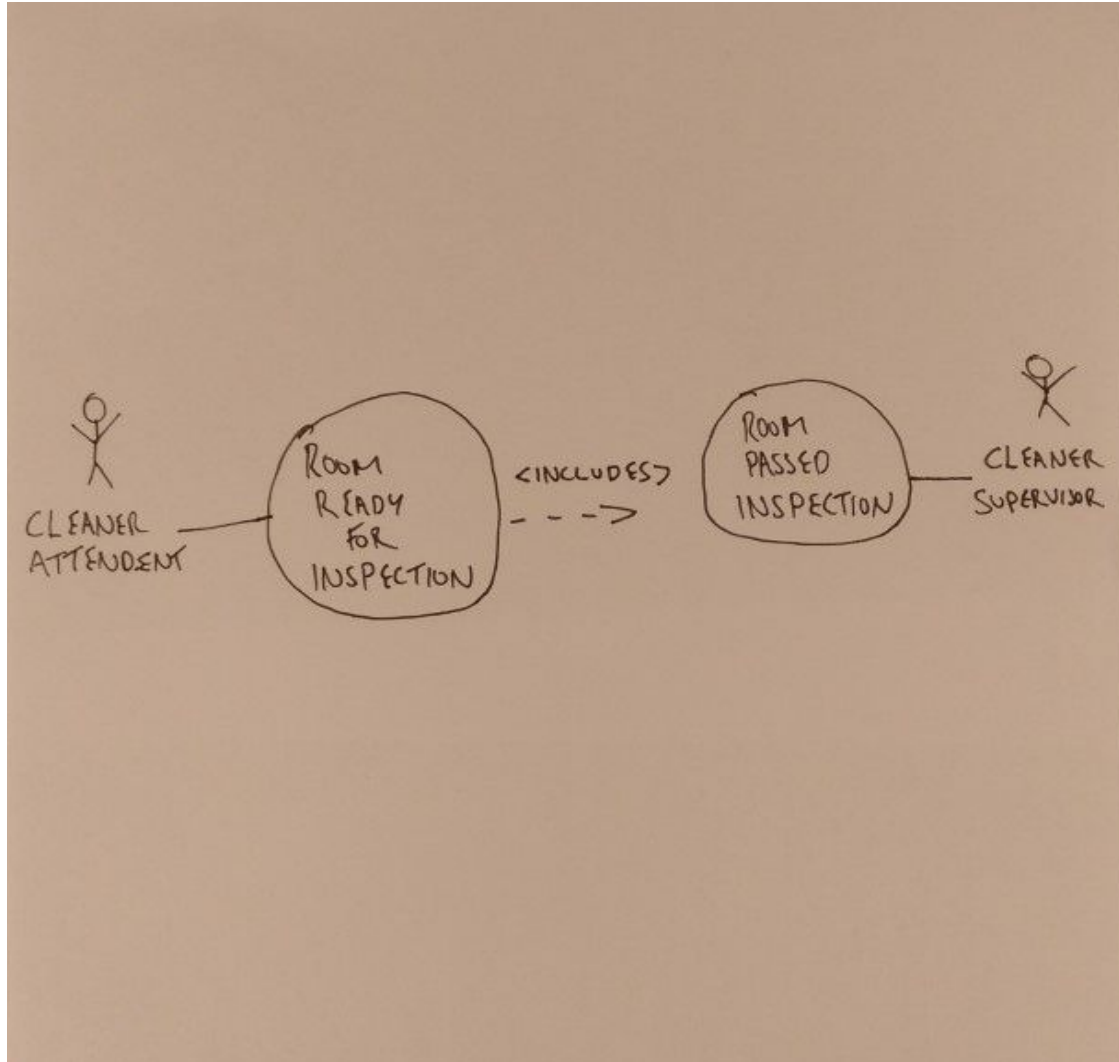 CLEANER
ATTENDENT
ROOM
READY
FOR
INSPECTION
<INCLUDES>
ROOM
PASSED
INSPECTION
CLEANER
SUPERVISOR